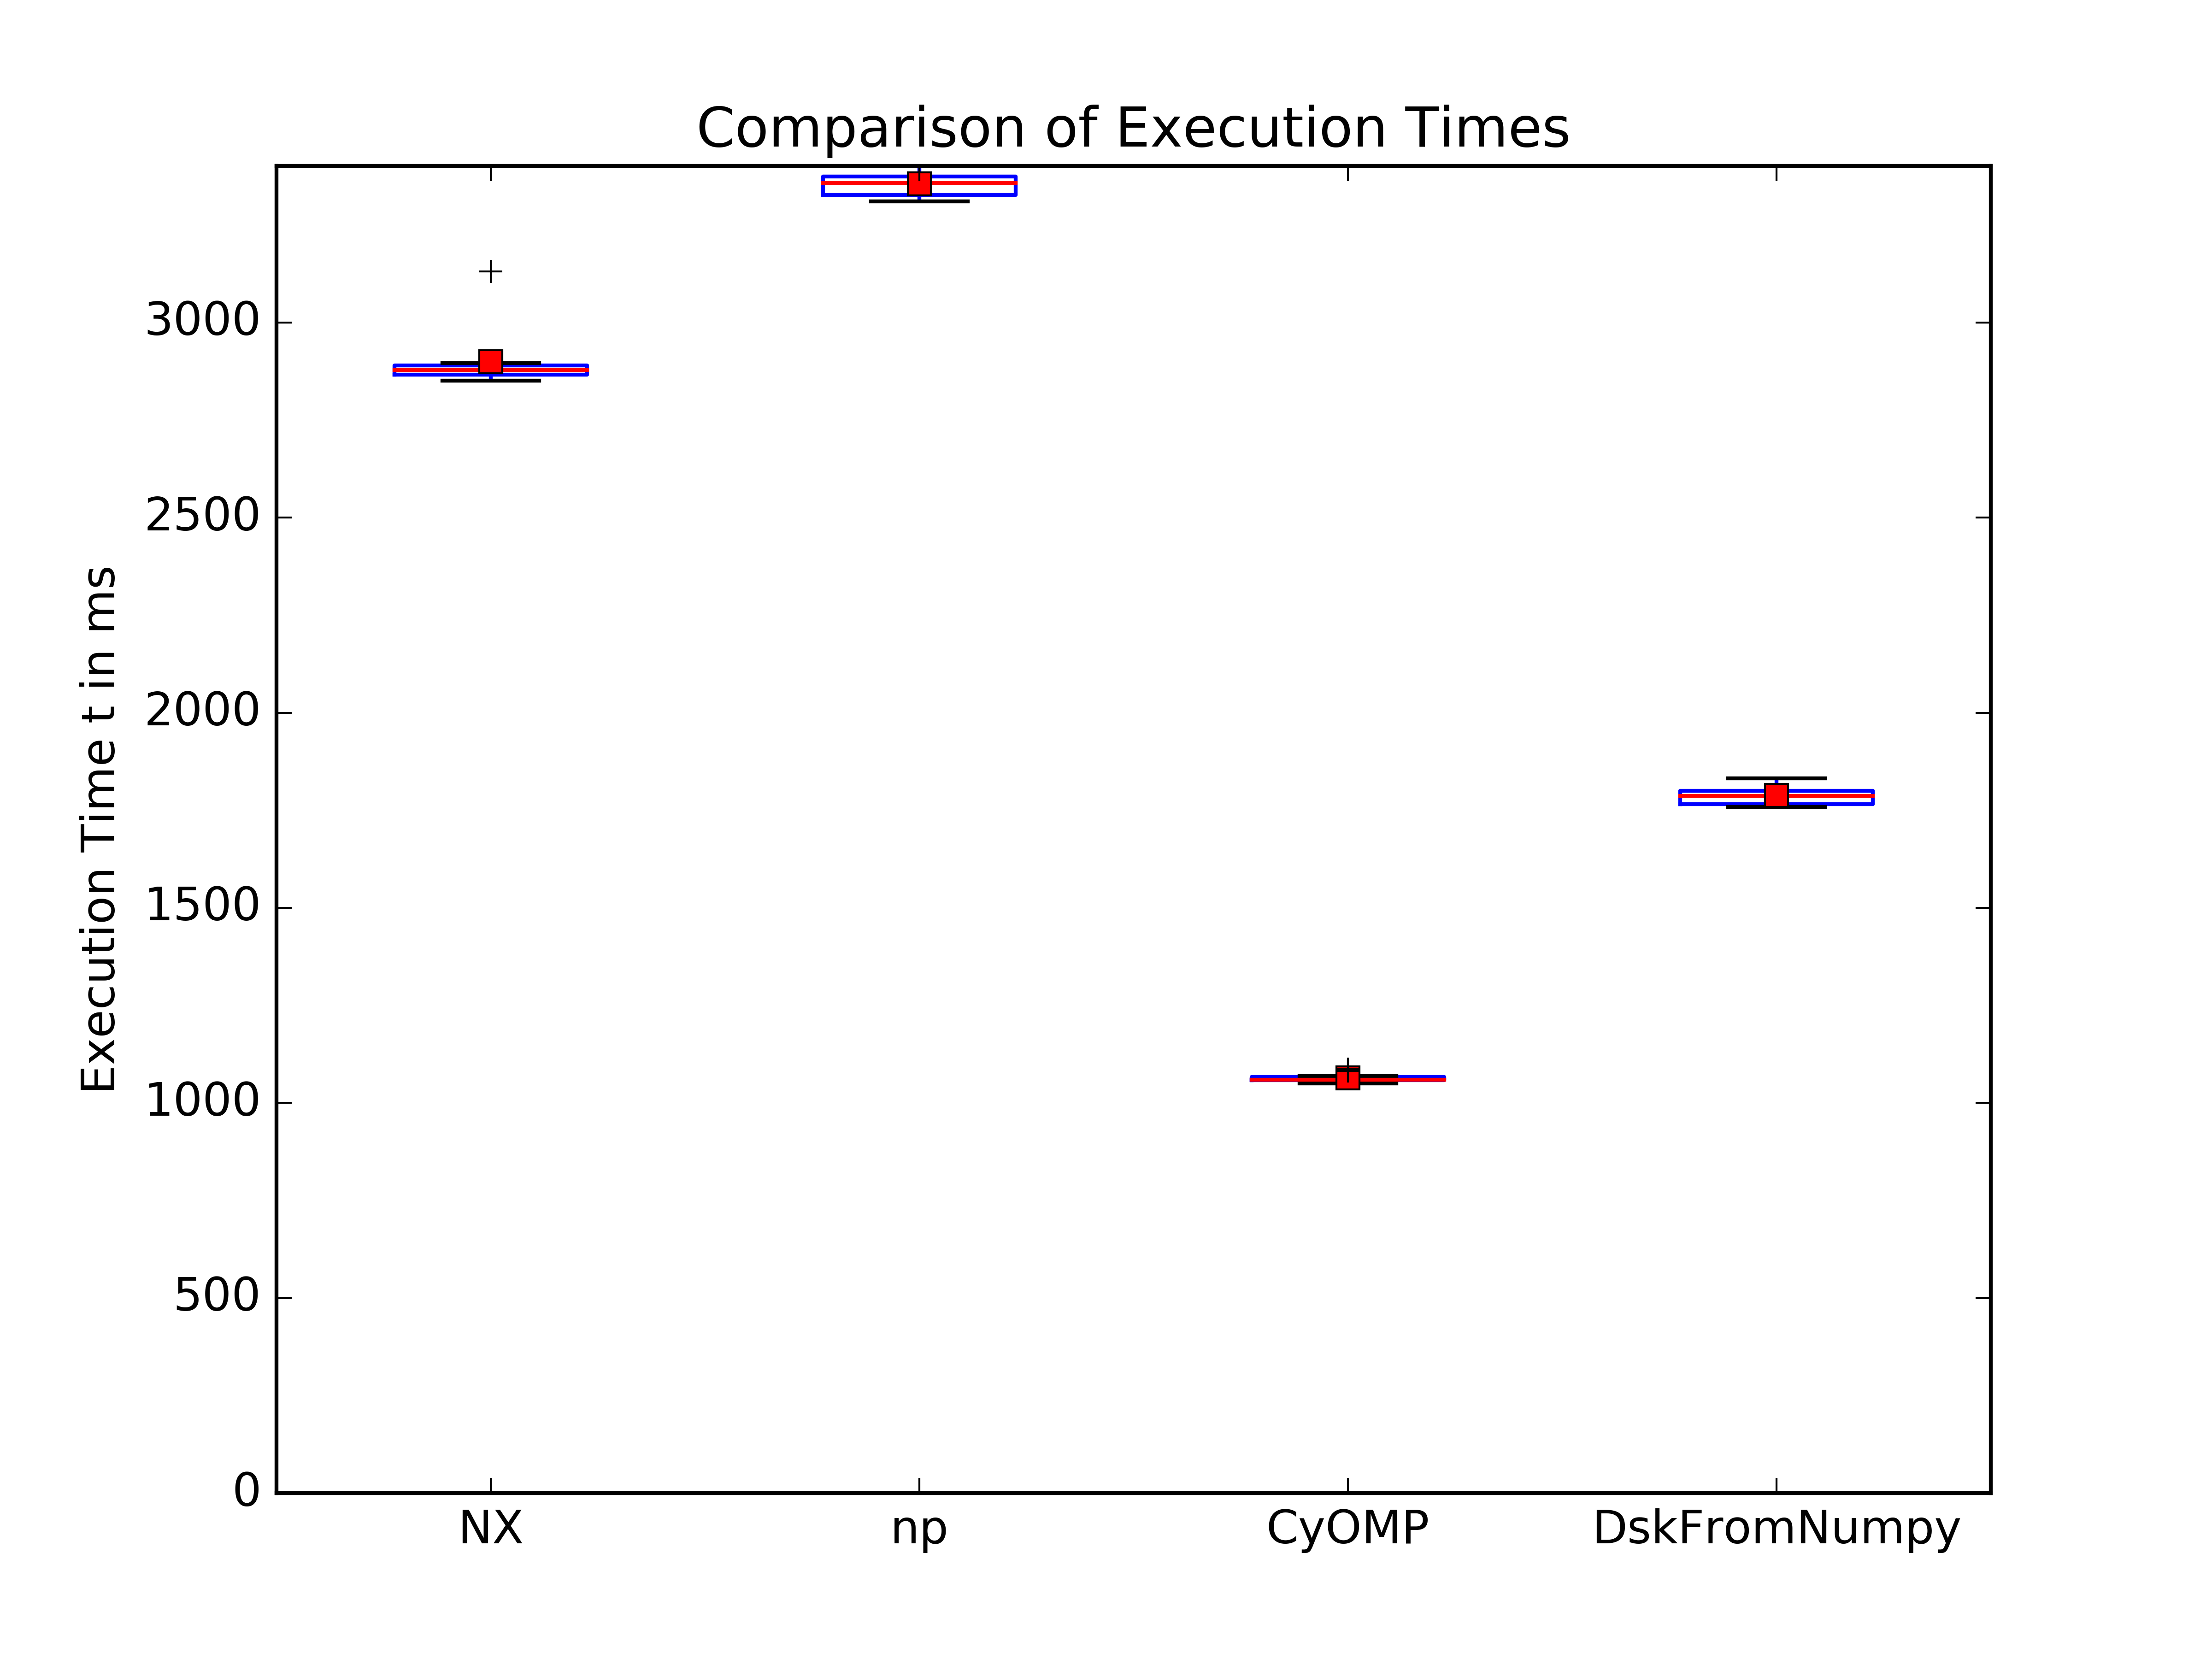 Comparison of Execution Times
Execution Time t in ms
3000
2500
2000
1500
1000
500
0
NX
np
CyOMP
DskFromNumpy